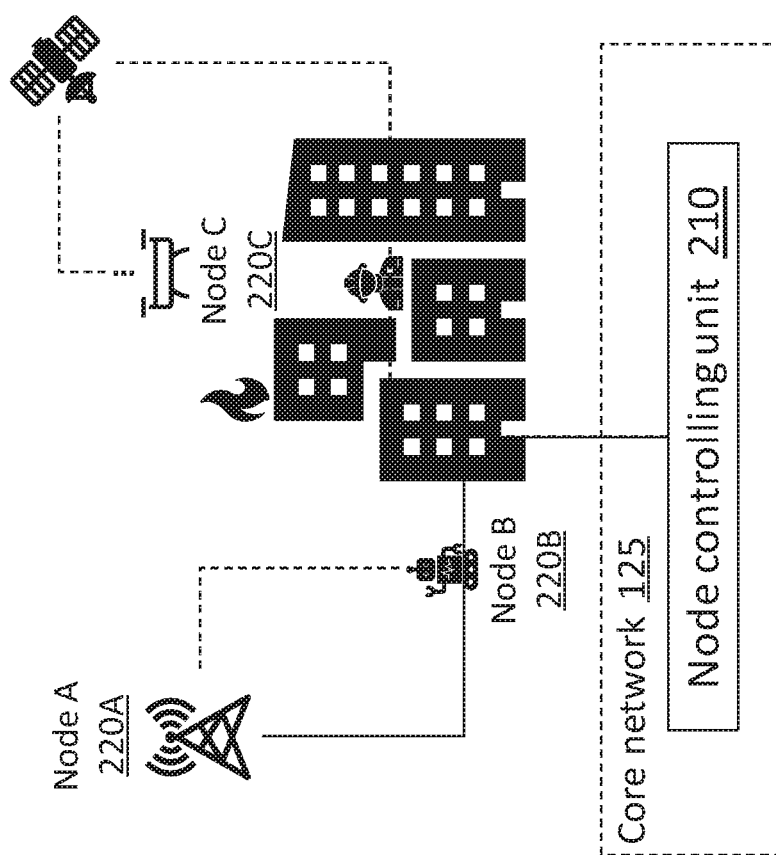 Node A
220A
Node B
220B
Node C
220C
Core network 125
Node controlling unit 210